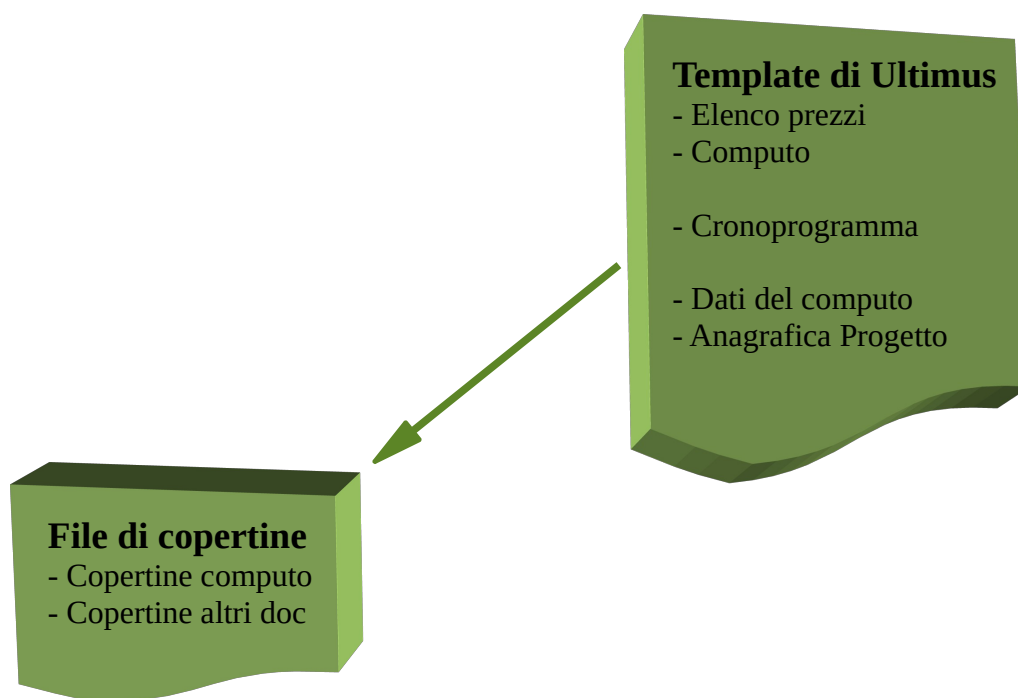 Template di Ultimus
- Elenco prezzi
- Computo
- Cronoprogramma
- Dati del computo
- Anagrafica Progetto
File di copertine
- Copertine computo
- Copertine altri doc